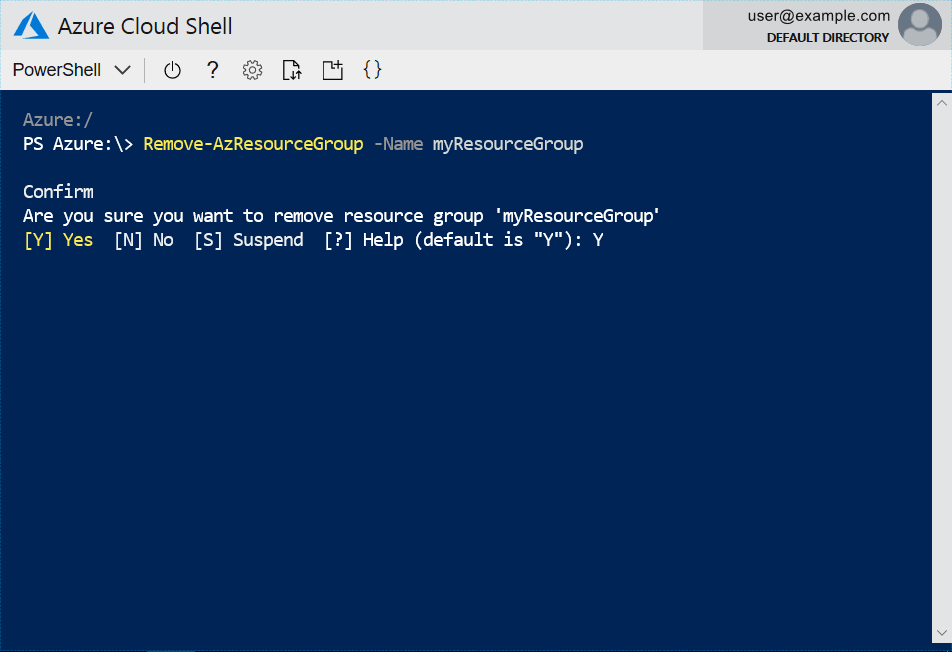 Azure Cloud Shell
user@example.com
DEFAULT DIRECTORY
PowerShell
?
{}
Azure:/
PS Azure:\> Remove-AzResourceGroup -Name myResourceGroup
Confirm
Are you sure you want to remove resource group 'myResourceGroup'
[Y] Yes  [N] No  [S] Suspend  [?] Help (default is "Y"): Y